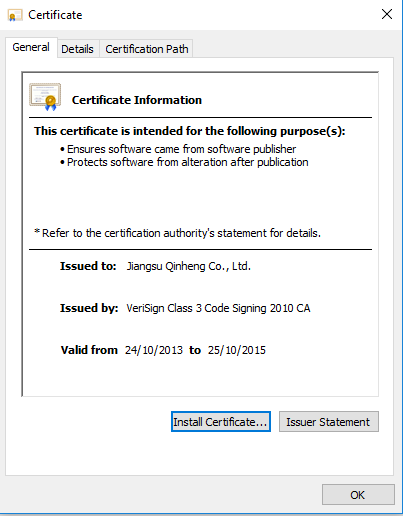 Certificate
General Details Certification Path
Certificate Information
This certificate is intended for the following purpose(s):
• Ensures software came from software publisher
• Protects software from alteration after publication
* Refer to the certification authority's statement for details.
Issued to: Jiangsu Qinheng Co., Ltd.
Issued by: VeriSign Class 3 Code Signing 2010 CA
Valid from 24/10/2013 to 25/10/2015
Install Certificate... Issuer Statement
OK